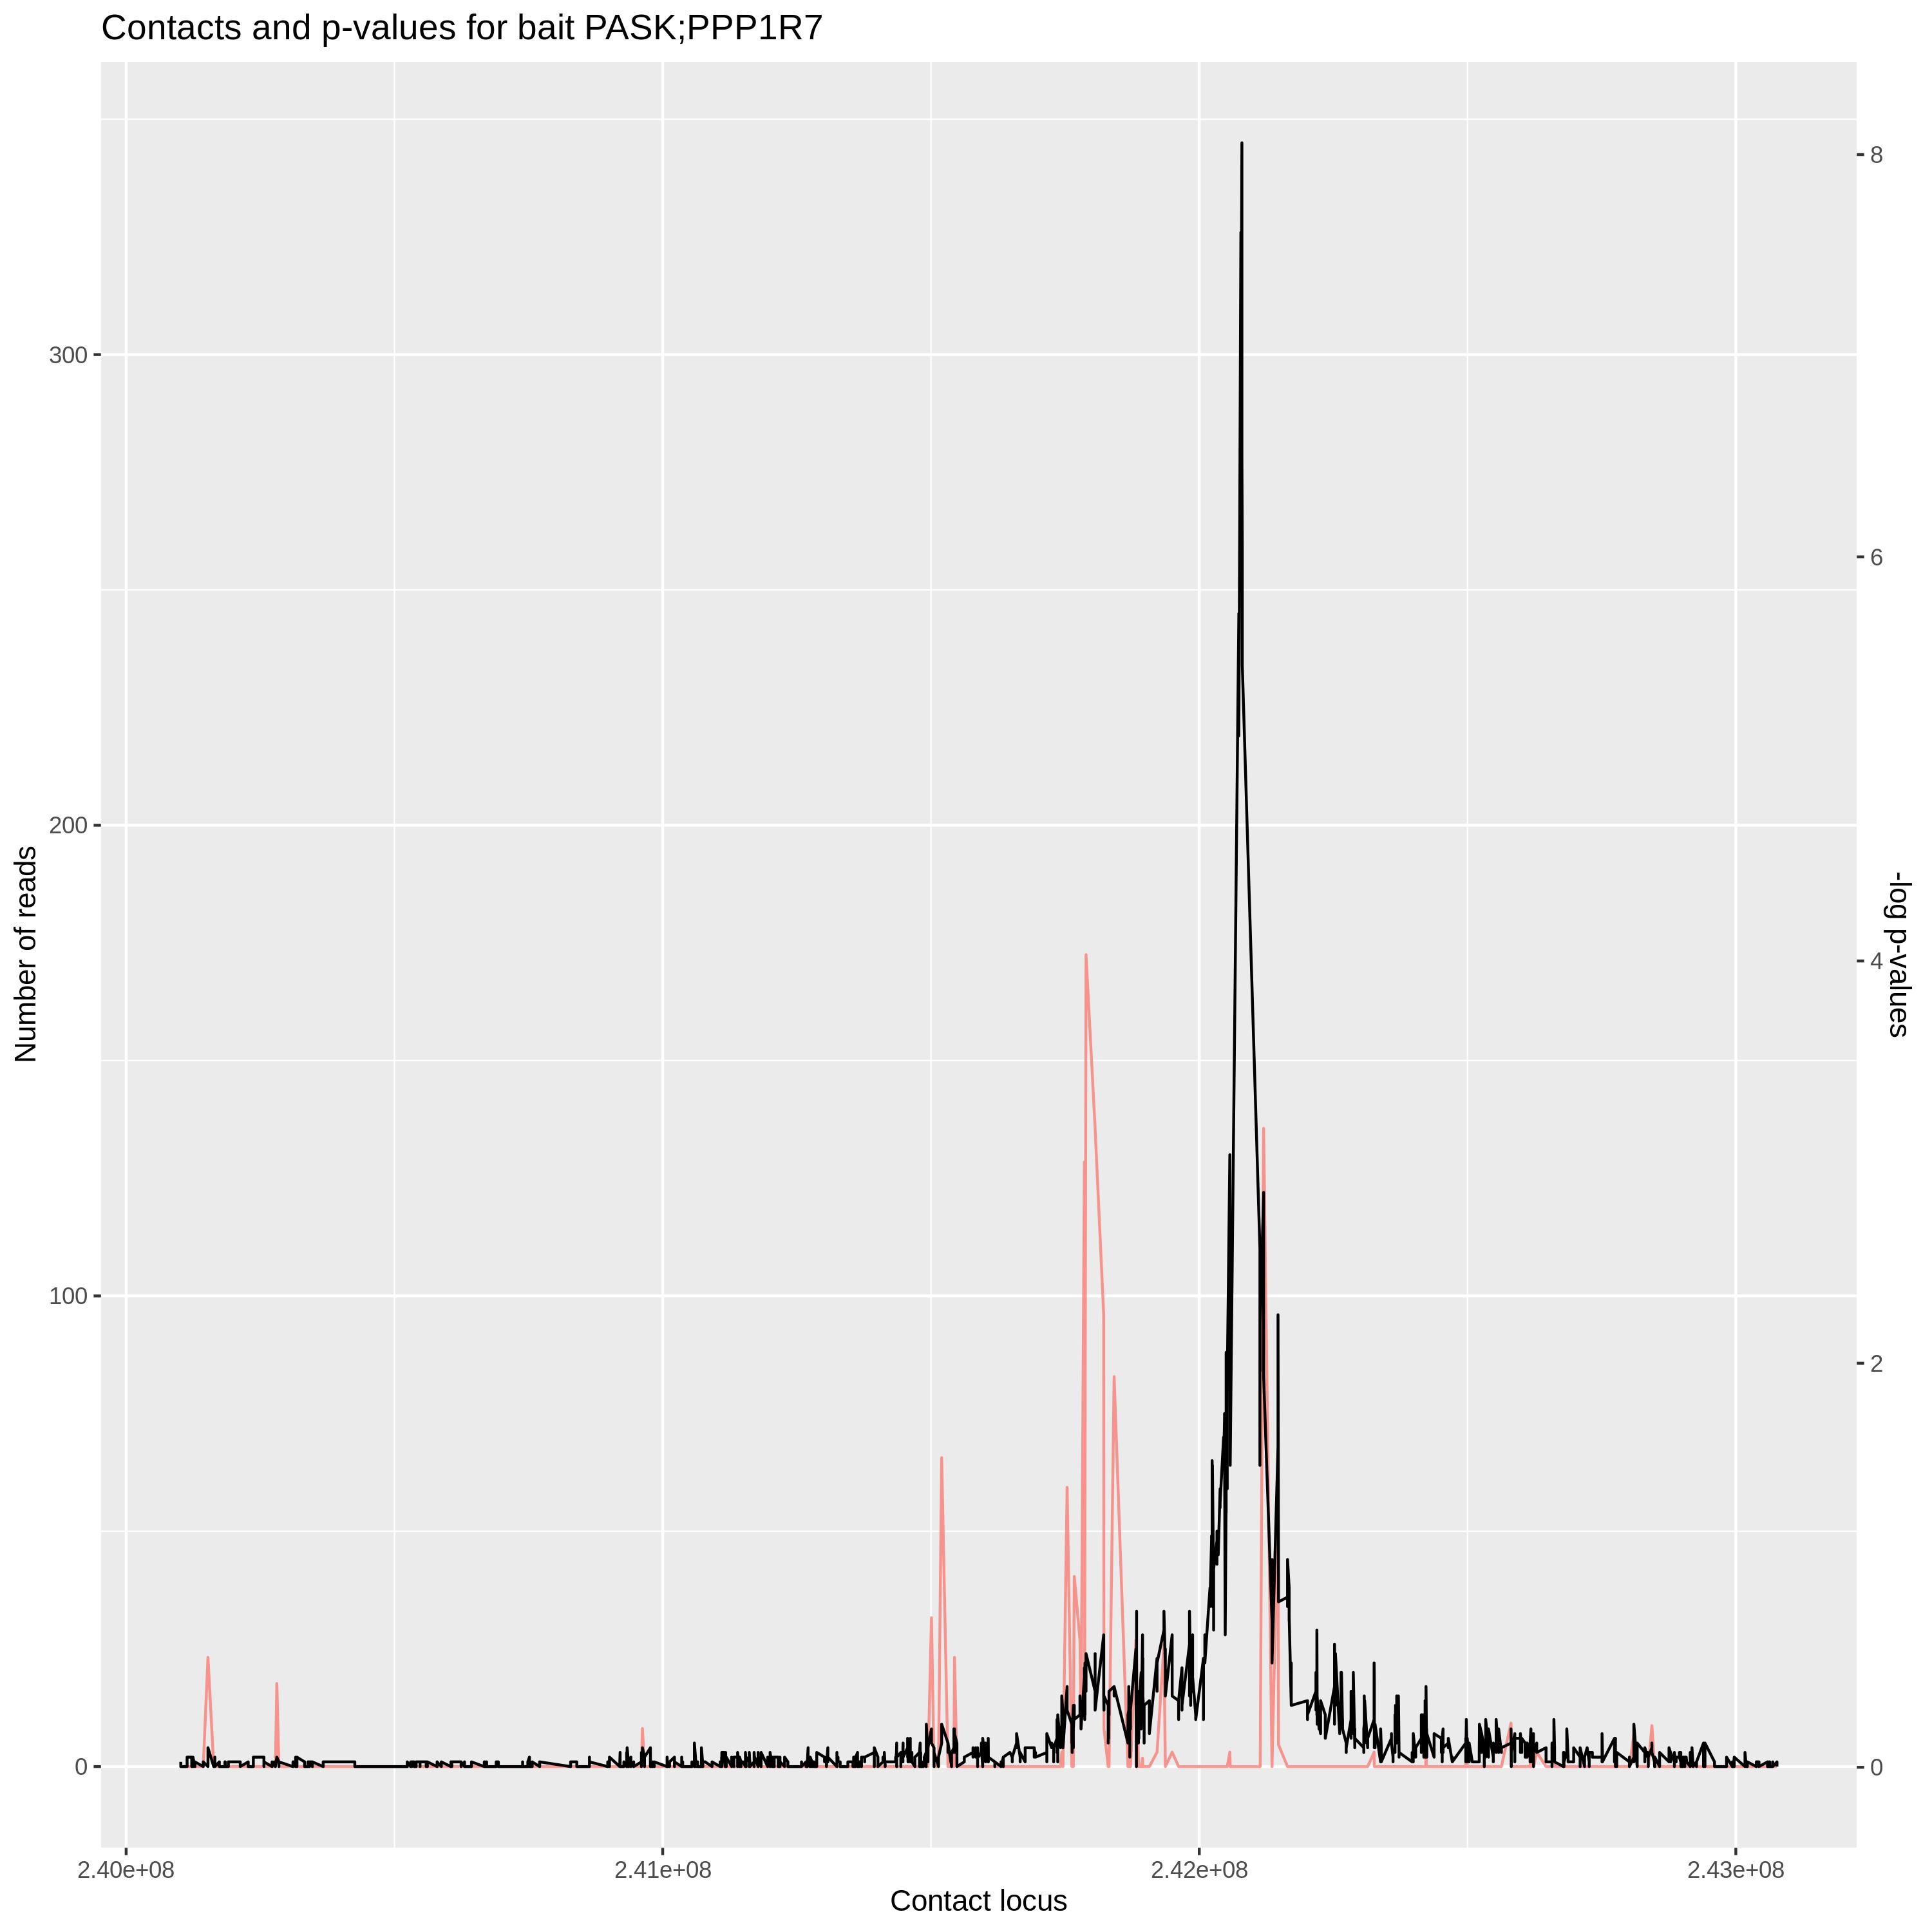 Contacts and p-values for bait PASK;PPP1R7
300
200
100
0
Number of reads
8
6
4
2
0
-log p-values
2.40e+08
2.41e+08
2.42e+08
2.43e+08
Contact locus